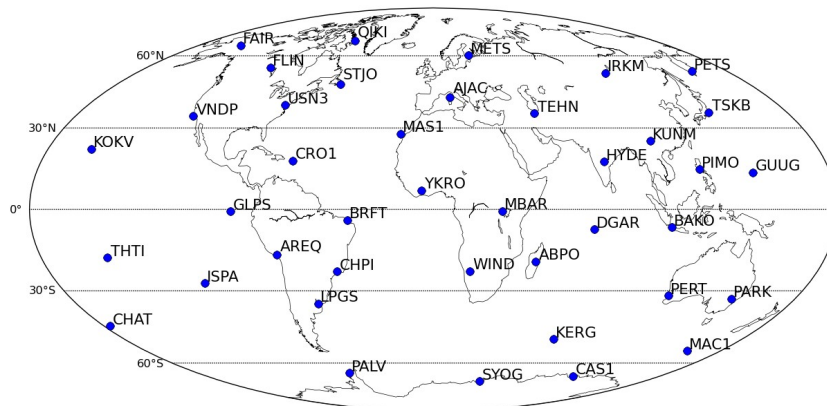 FAIR
QIKI
60°N
METS
FLIN
IRKM
PETS
STJO
USN3
AJAC
VNDP
TEHN
TSKB
30°N
MAS1
KUNM
KOKV
CRO1
HYDE
PIMO
GUUG
YKRO
0°
GLPS
BRFT
MBAR
DGAR
BAKO
THTI
AREQ
CHPI
WIND
ABPO
ISPA
30°S
LPGS
PERT
PARK
CHAT
KERG
MAC1
60°S
PALV
SYOG
CAS1